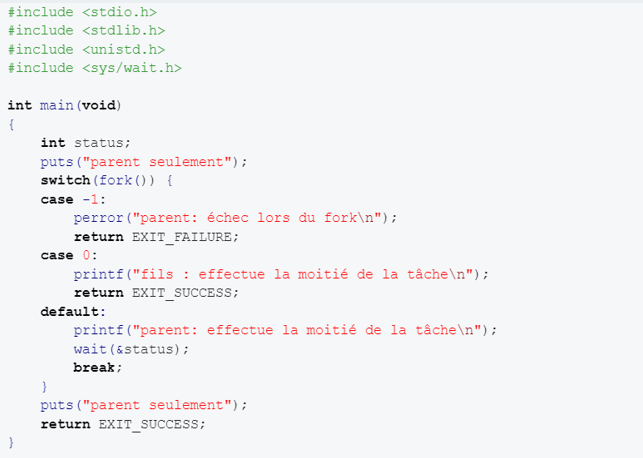 #include <stdio.h>
#include <stdlib.h>
#include <unistd.h>
#include <sys/wait.h>

int main(void)
{
    int status;
    puts("parent seulement");
    switch(fork()) {
    case -1:
        perror("parent: échec lors du fork\n");
        return EXIT_FAILURE;
    case 0:
        printf("fils : effectue la moitié de la tâche\n");
        return EXIT_SUCCESS;
    default:
        printf("parent: effectue la moitié de la tâche\n");
        wait(&status);
        break;
    }
    puts("parent seulement");
    return EXIT_SUCCESS;
}